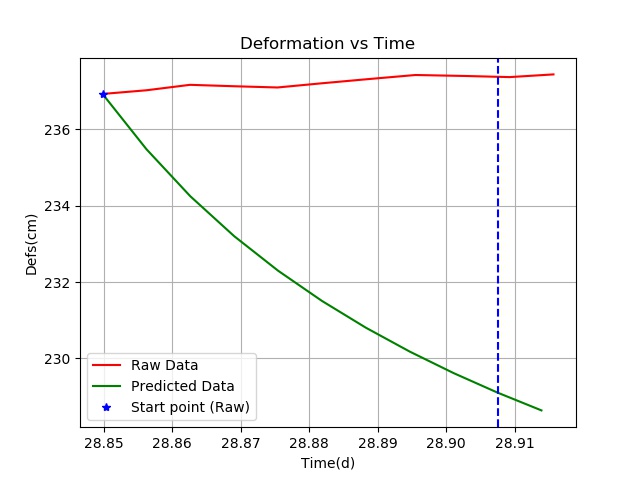 Deformation vs Time
Defs(cm)
236
234
232
230
Raw Data
Predicted Data
Start point (Raw)
28.85 28.86 28.87 28.88 28.89 28.90 28.91
Time(d)